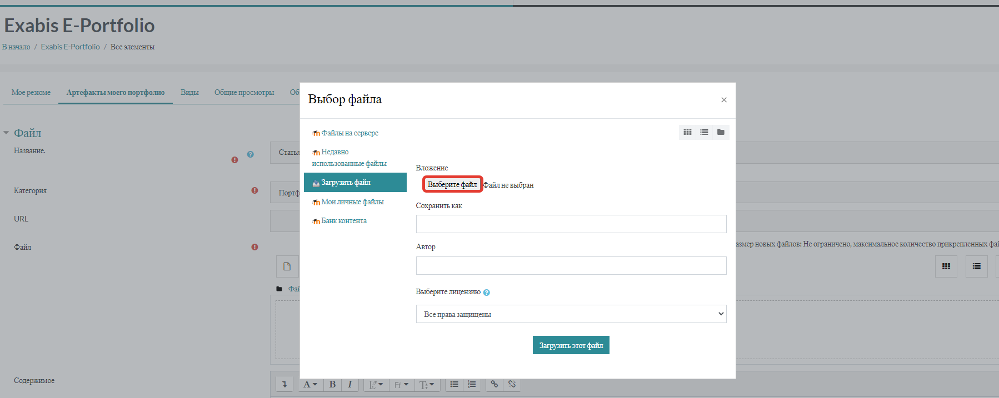 Exabis E-Portfolio
В начало / Exabis E-Portfolio / Все элементы
Мое резюме Артефакты моего портфолио Виды Общие просмотры Об
Выбор файла ×
Файл
Файлы на сервере
Название.
Статья
Недавно
использованные файлы
Вложение
Загрузить файл
Выберите файл Файл не выбран
Категория
Портф
Мои личные файлы
Сохранить как
URL
Банк контента
Файл
Автор
азмер новых файлов: Не ограничено, максимальное количество прикрепленных фай
Фай
Выберите лицензию
Все права защищены
Загрузить этот файл
Содержимое
A B I Ff T